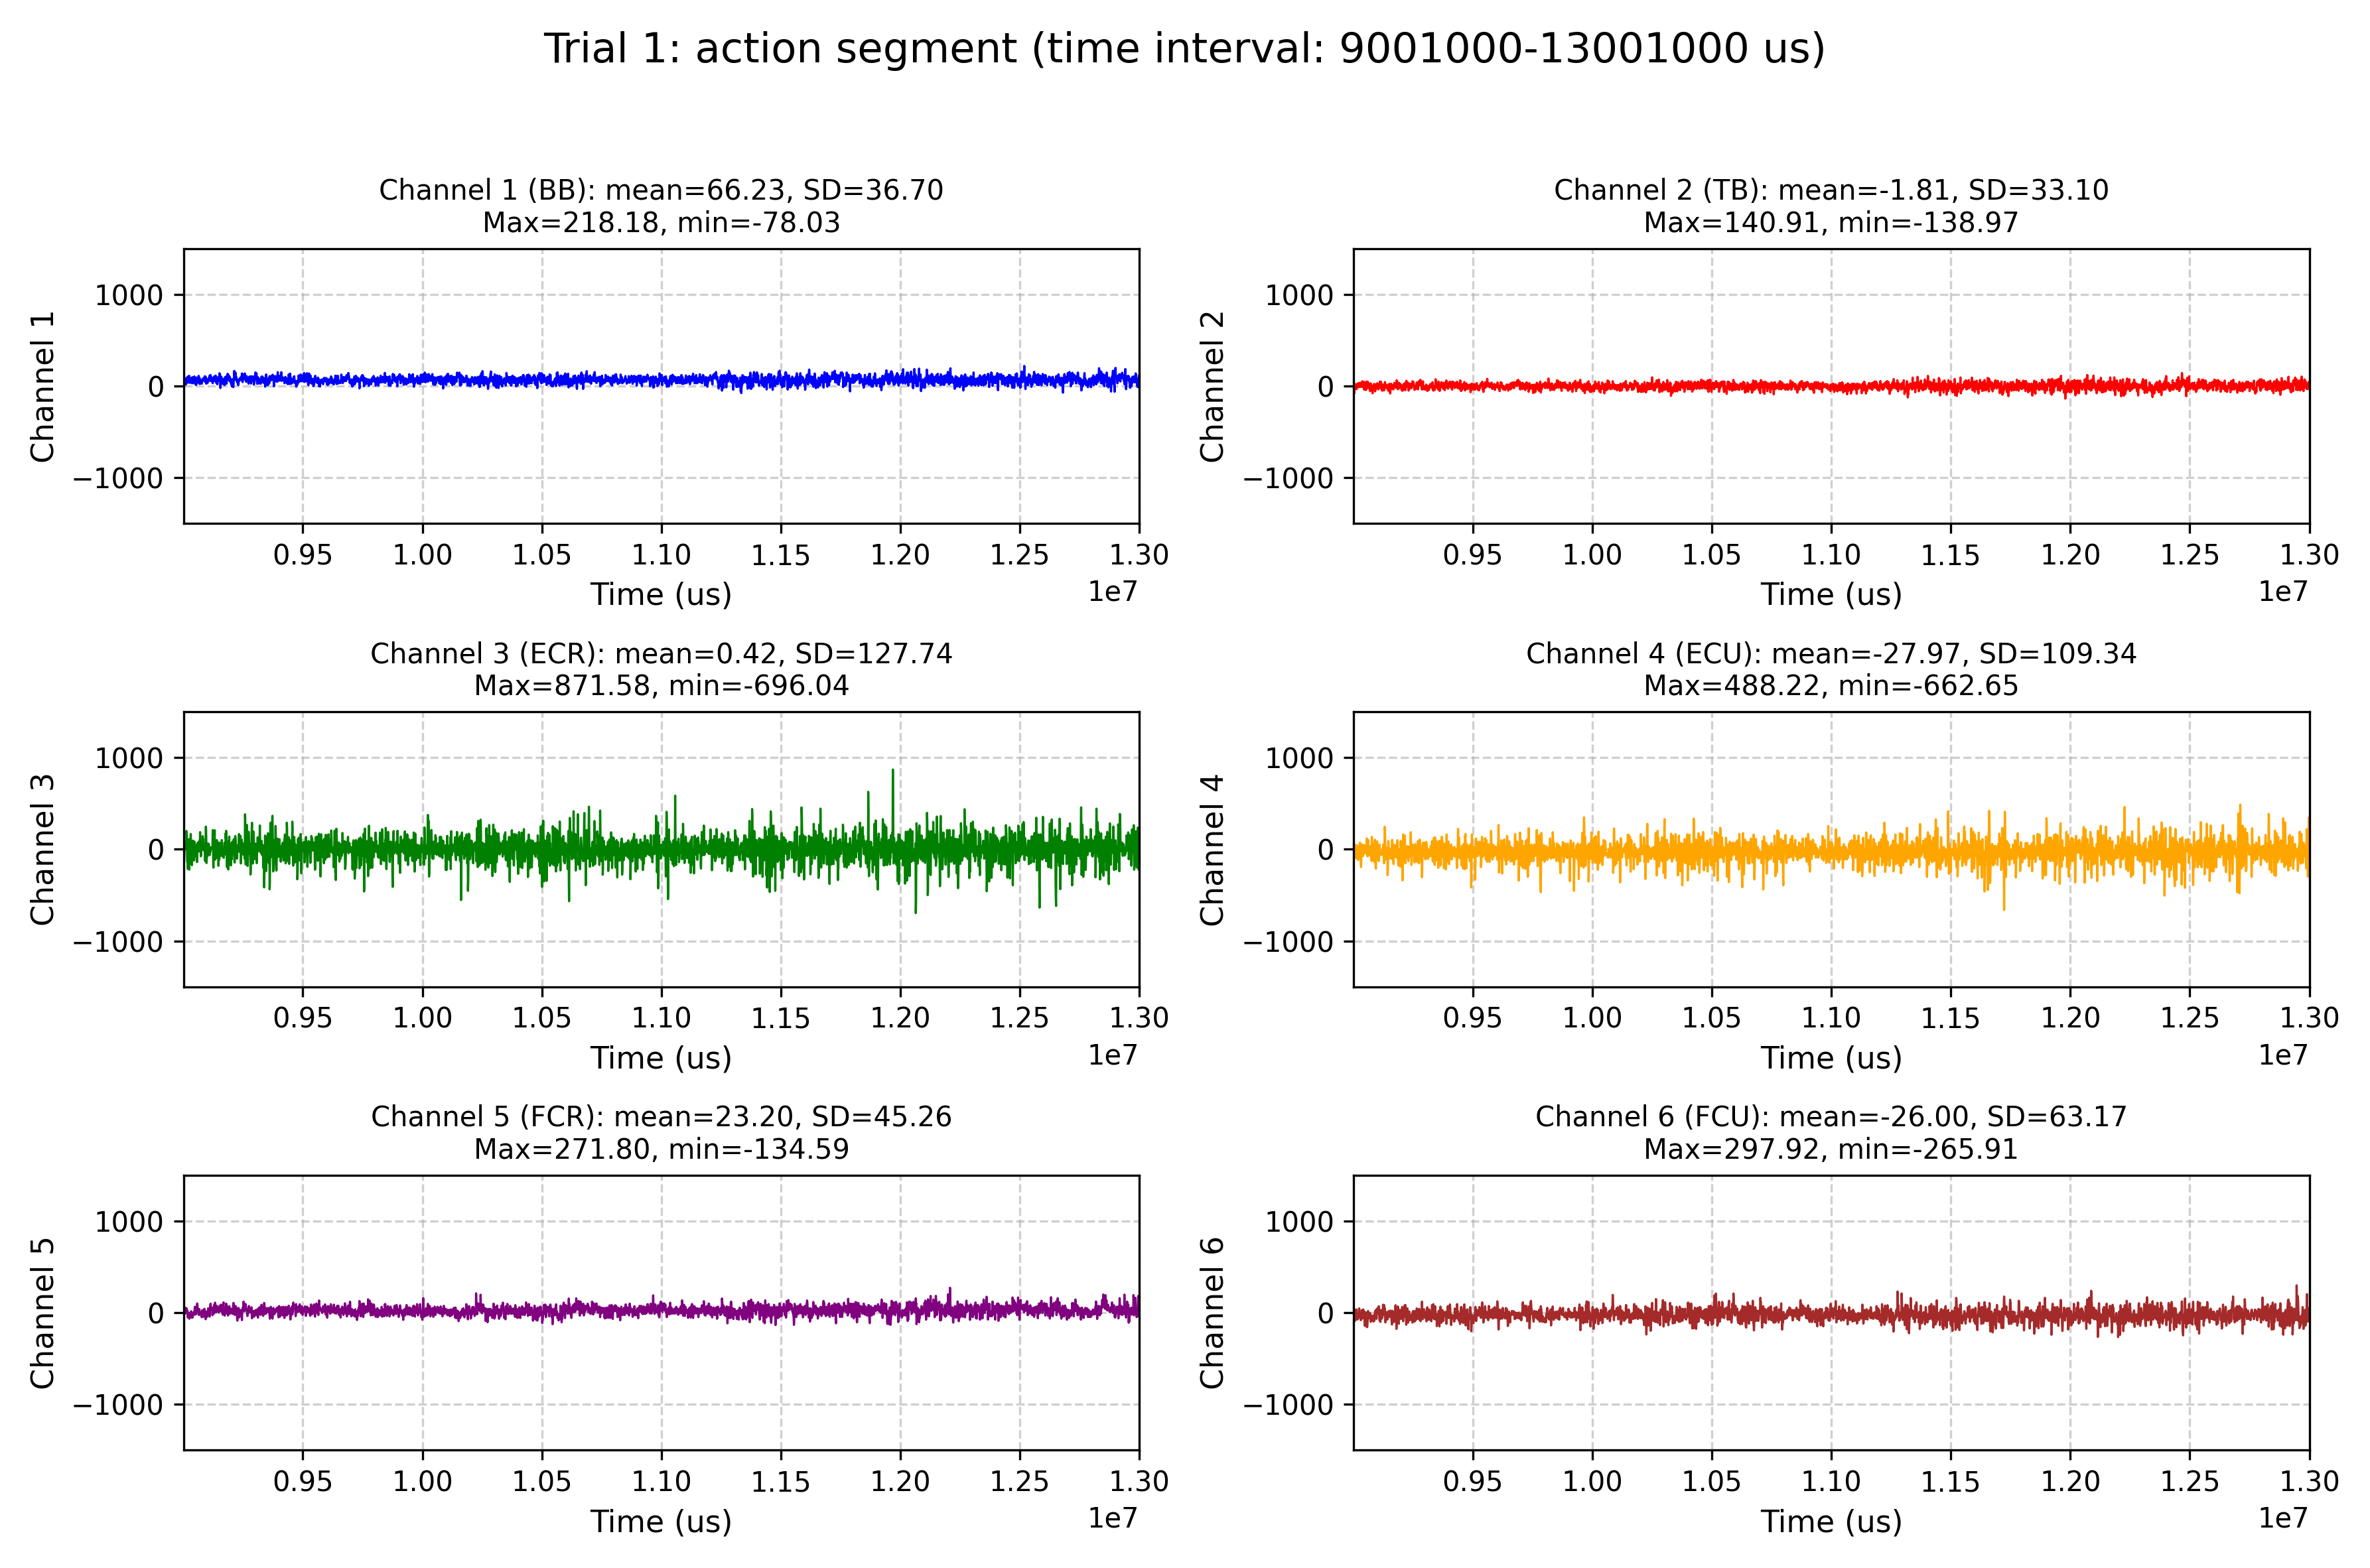 Trial 1: action segment (time interval: 9001000-13001000 us)
Channel 1 (BB): mean=66.23, SD=36.70
Max=218.18, min=-78.03
Channel 1
1000
0
−1000
0.95 1.00 1.05 1.10 1.15 1.20 1.25 1.30
Time (us)
1e7
Channel 2 (TB): mean=-1.81, SD=33.10
Max=140.91, min=-138.97
Channel 2
1000
0
−1000
0.95 1.00 1.05 1.10 1.15 1.20 1.25 1.30
Time (us)
1e7
Channel 3 (ECR): mean=0.42, SD=127.74
Max=871.58, min=-696.04
Channel 3
1000
0
−1000
0.95 1.00 1.05 1.10 1.15 1.20 1.25 1.30
Time (us)
1e7
Channel 4 (ECU): mean=-27.97, SD=109.34
Max=488.22, min=-662.65
Channel 4
1000
0
−1000
0.95 1.00 1.05 1.10 1.15 1.20 1.25 1.30
Time (us)
1e7
Channel 5 (FCR): mean=23.20, SD=45.26
Max=271.80, min=-134.59
Channel 5
1000
0
−1000
0.95 1.00 1.05 1.10 1.15 1.20 1.25 1.30
Time (us)
1e7
Channel 6 (FCU): mean=-26.00, SD=63.17
Max=297.92, min=-265.91
Channel 6
1000
0
−1000
0.95 1.00 1.05 1.10 1.15 1.20 1.25 1.30
Time (us)
1e7